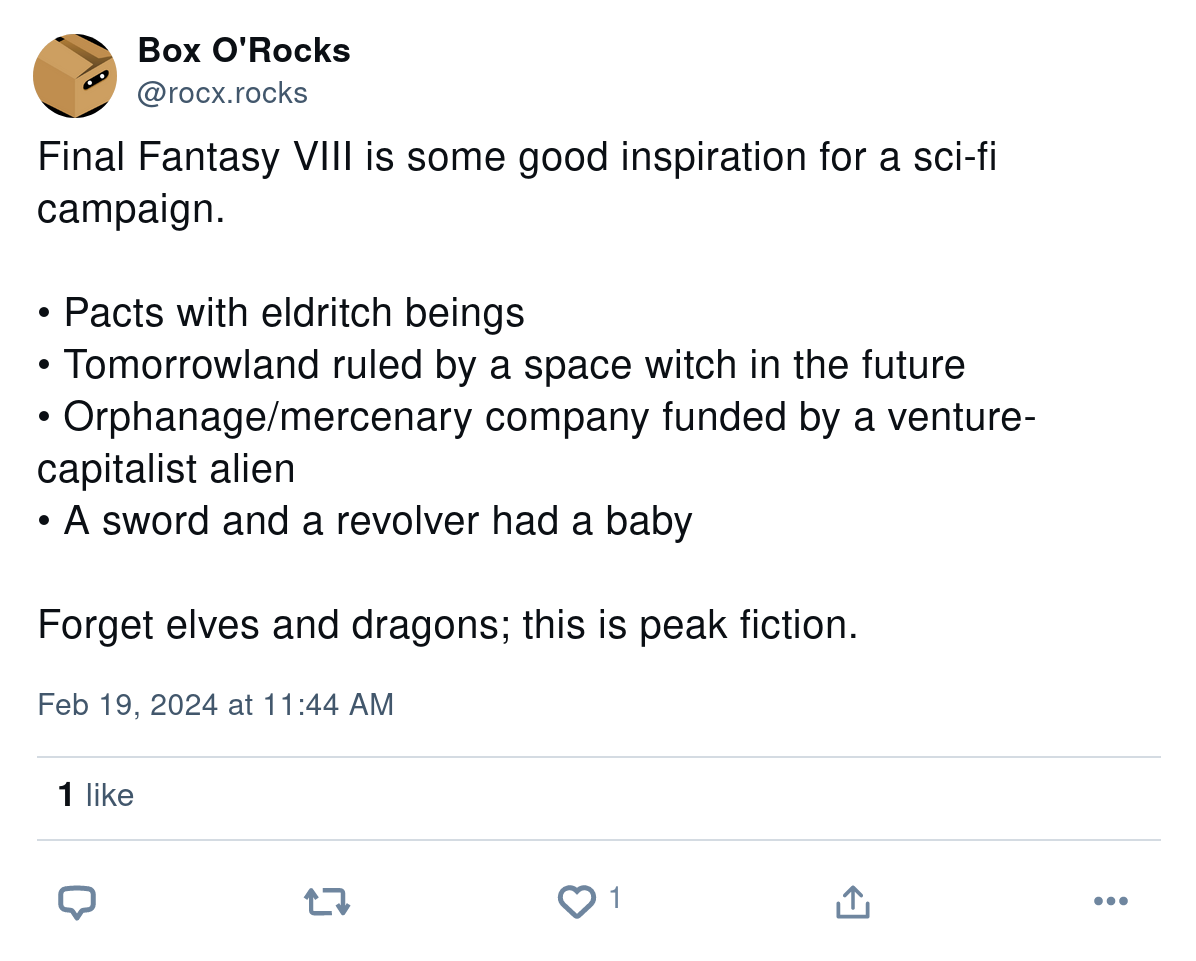 Box O'Rocks
@rocx.rocks
Final Fantasy VIII is some good inspiration for a sci-fi
campaign.
• Pacts with eldritch beings
• Tomorrowland ruled by a space witch in the future
• Orphanage/mercenary company funded by a venture-
capitalist alien
• A sword and a revolver had a baby
Forget elves and dragons; this is peak fiction.
Feb 19, 2024 at 11:44 AM
1 like
1